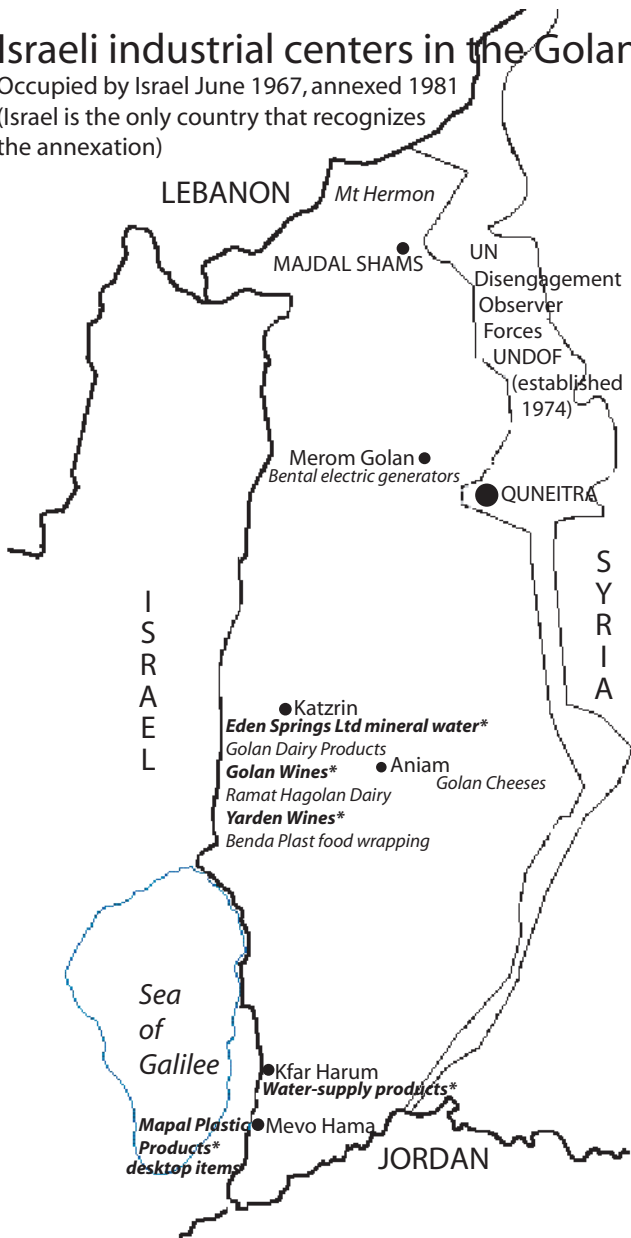 Israeli industrial centers in the Golan
Occupied by Israel June 1967, annexed 1981
(Israel is the only country that recognizes
the annexation)
LEBANON
Mt Hermon
MAJDAL SHAMS
UN
Disengagement
Observer
Forces
UNDOF
(established
1974)
Merom Golan
Bental electric generators
QUNEITRA
SYRIA
ISRAEL
Katzrin
Eden Springs Ltd mineral water*
Golan Dairy Products
Golan Wines*
Aniam
Golan Cheeses
Ramat Hagolan Dairy
Yarden Wines*
Benda Plast food wrapping
Sea
of
Galilee
Kfar Harum
Water-supply products*
Mapal Plastic
Products*
desktop items
Mevo Hama
JORDAN